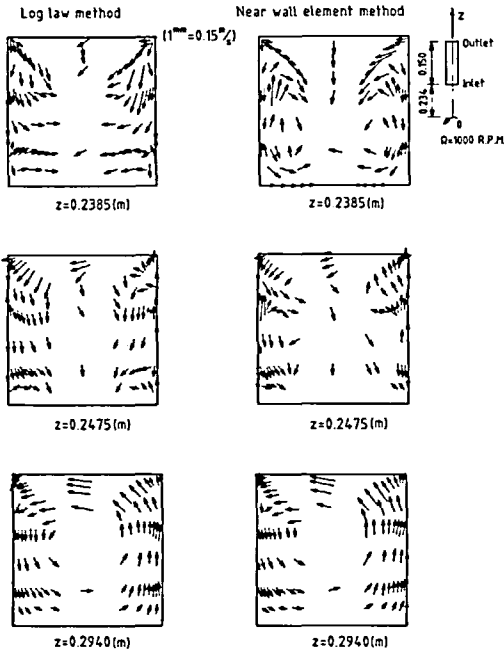 Log law method
Near wall element method
(1mm=0.15m/s)
Z
Outlet
0.150
Inlet
0.234
0
Ω=1000 R.P.M.
z=0.2385(m)
z=0.2385(m)
z=0.2475(m)
z=0.2475(m)
z=0.2940(m)
z=0.2940(m)